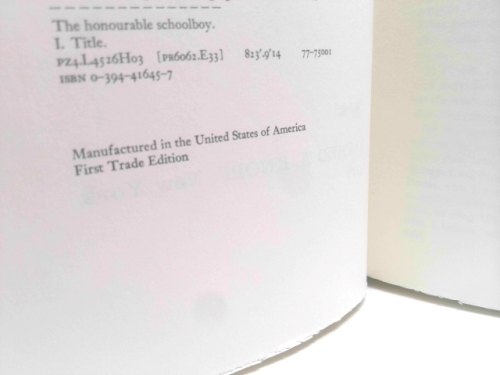 The honourable schoolboy.
I. Title.
PZ4.L4526H03 [PR6062.E33] 823'.9'14 77-75001
ISBN 0-394-41645-7
Manufactured in the United States of America
First Trade Edition